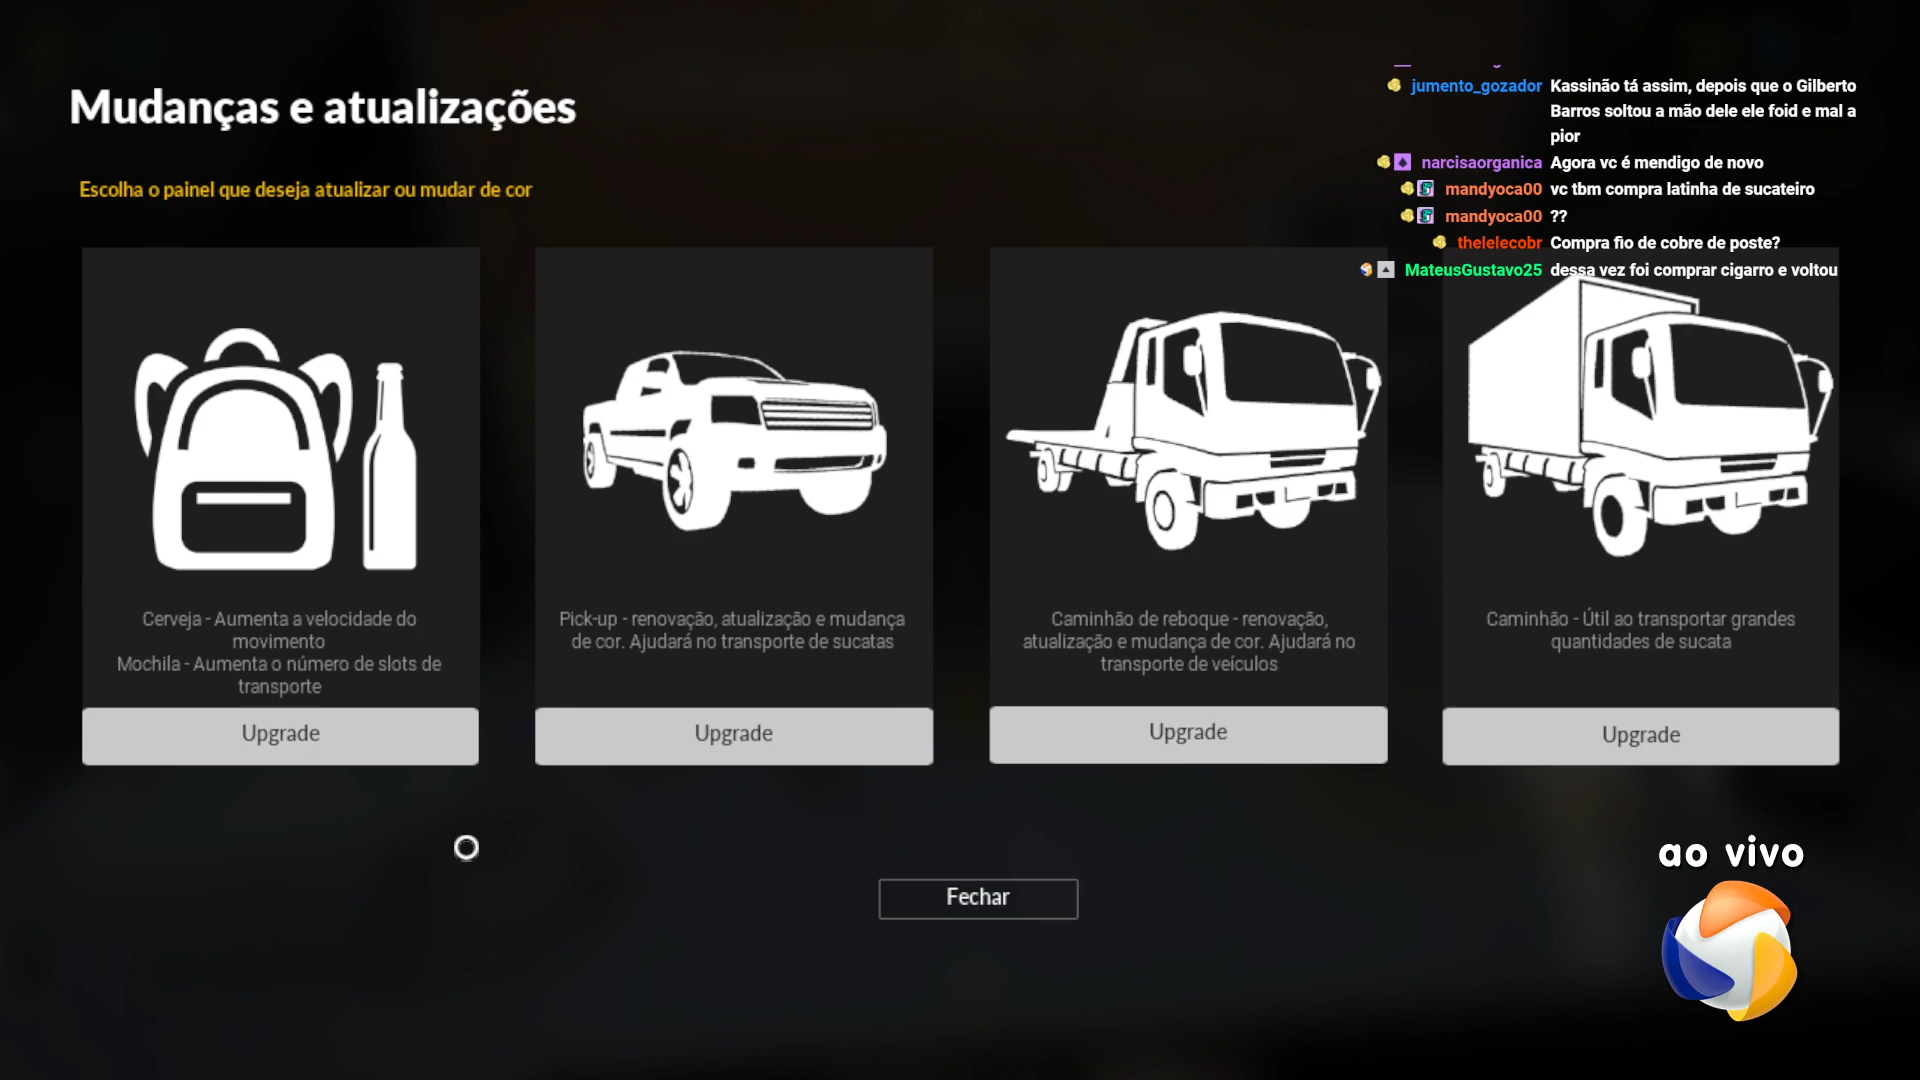 Mudanças e atualizações
Escolha o painel que deseja atualizar ou mudar de cor
jumento_gozador Kassinão tá assim, depois que o Gilberto
Barros soltou a mão dele ele foid e mal a
pior
narcisaorganica Agora vc é mendigo de novo
mandyoca00 vc tbm compra latinha de sucateiro
mandyoca00 ??
thelelecobr Compra fio de cobre de poste?
MateusGustavo25 dessa vez foi comprar cigarro e voltou
Cerveja - Aumenta a velocidade do
movimento
Mochila - Aumenta o número de slots de
transporte
Upgrade
Pick-up - renovação, atualização e mudança
de cor. Ajudará no transporte de sucatas
Upgrade
Caminhão de reboque - renovação,
atualização e mudança de cor. Ajudará no
transporte de veículos
Upgrade
Caminhão - Útil ao transportar grandes
quantidades de sucata
Upgrade
Fechar
ao vivo